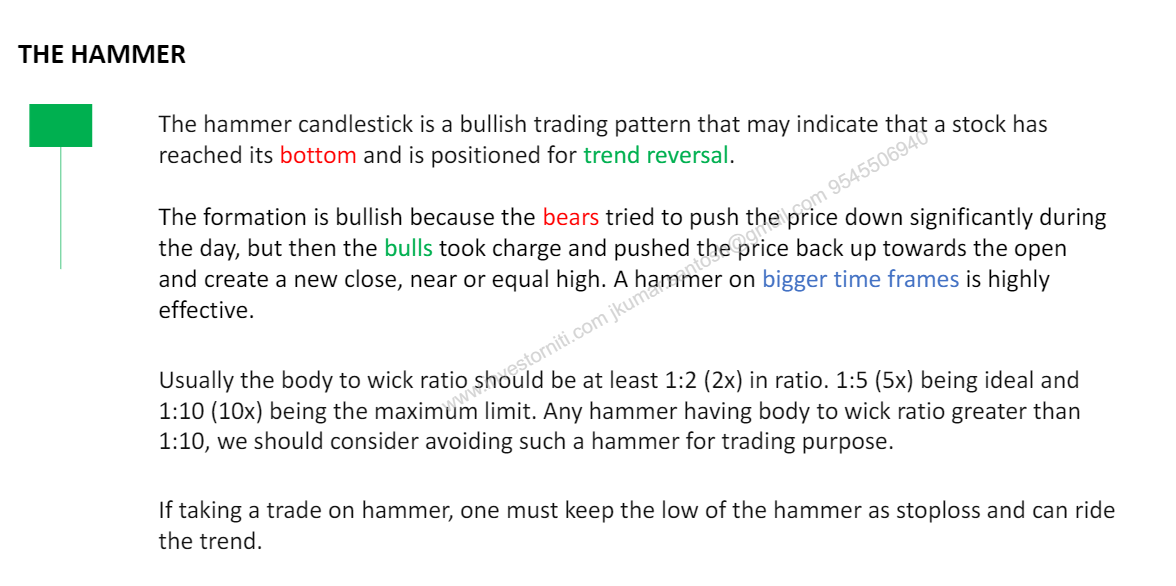 THE HAMMER
The hammer candlestick is a bullish trading pattern that may indicate that a stock has
reached its bottom and is positioned for trend reversal.
The formation is bullish because the bears tried to push the price down significantly during
the day, but then the bulls took charge and pushed the price back up towards the open
and create a new close, near or equal high. A hammer on bigger time frames is highly
effective.
Usually the body to wick ratio should be at least 1:2 (2x) in ratio. 1:5 (5x) being ideal and
1:10 (10x) being the maximum limit. Any hammer having body to wick ratio greater than
1:10, we should consider avoiding such a hammer for trading purpose.
If taking a trade on hammer, one must keep the low of the hammer as stoploss and can ride
the trend.
www.investorniti.com 9545506940